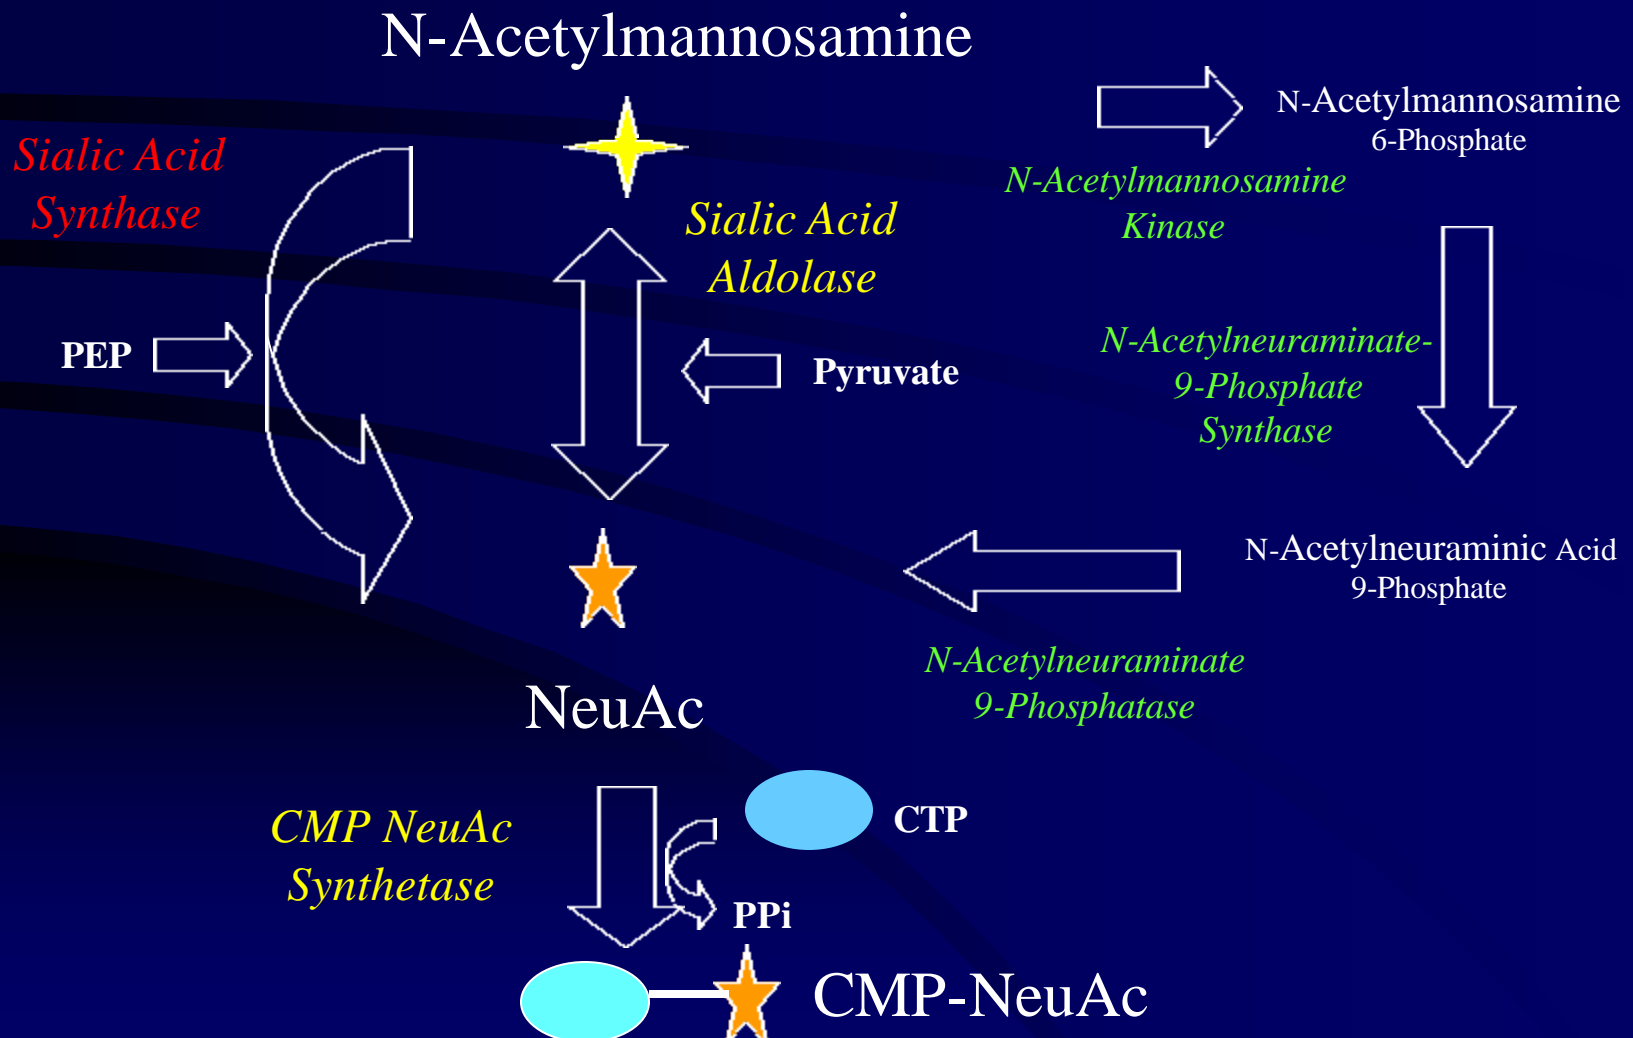 N-Acetylmannosamine
N-Acetylmannosamine
6-Phosphate
Sialic Acid
Synthase
N-Acetylmannosamine
Kinase
Sialic Acid
Aldolase
PEP
Pyruvate
N-Acetylneuraminate-
9-Phosphate
Synthase
N-Acetylneuraminic Acid
9-Phosphate
N-Acetylneuraminate
9-Phosphatase
NeuAc
CMP NeuAc
Synthetase
CTP
PPi
CMP-NeuAc